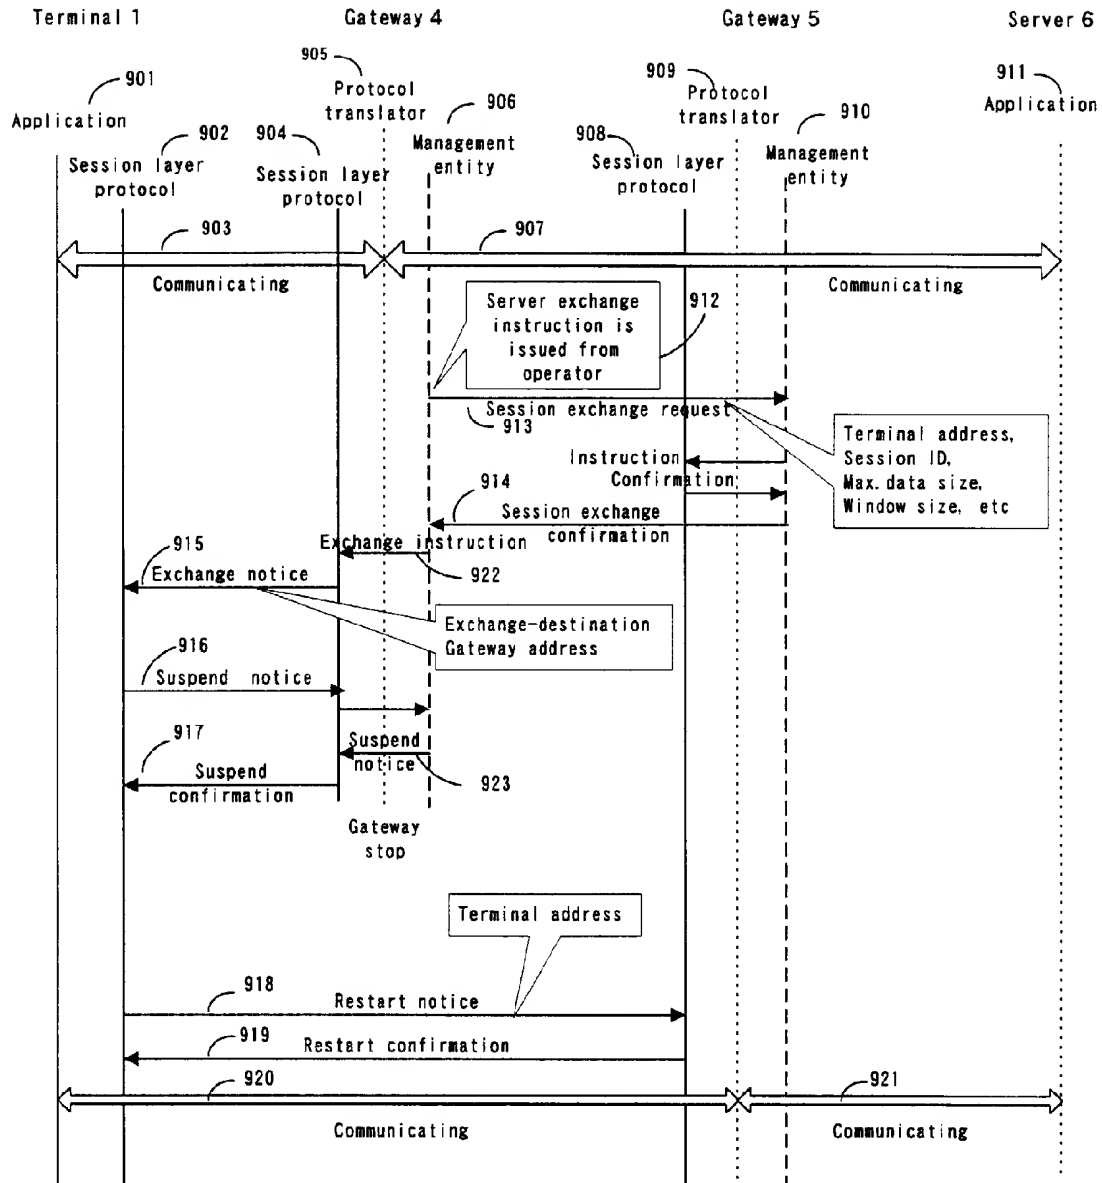 Terminal 1
Gateway 4
Gateway 5
Server 6
901
Application
902
Session layer
protocol
904
Session layer
protocol
905
Protocol
translator
906
Management
entity
908
Session layer
protocol
909
Protocol
translator
910
Management
entity
911
Application
903
Communicating
907
Communicating
Server exchange
instruction is
issued from
operator
912
Session exchange request
913
Terminal address,
Session ID,
Max.data size,
Window size, etc
Instruction
Confirmation
914
Session exchange
confirmation
Exchange instruction
922
915
Exchange notice
Exchange-destination
Gateway address
916
Suspend notice
Suspend
notice
923
917
Suspend
confirmation
Gateway
stop
Terminal address
918
Restart notice
919
Restart confirmation
920
Communicating
921
Communicating